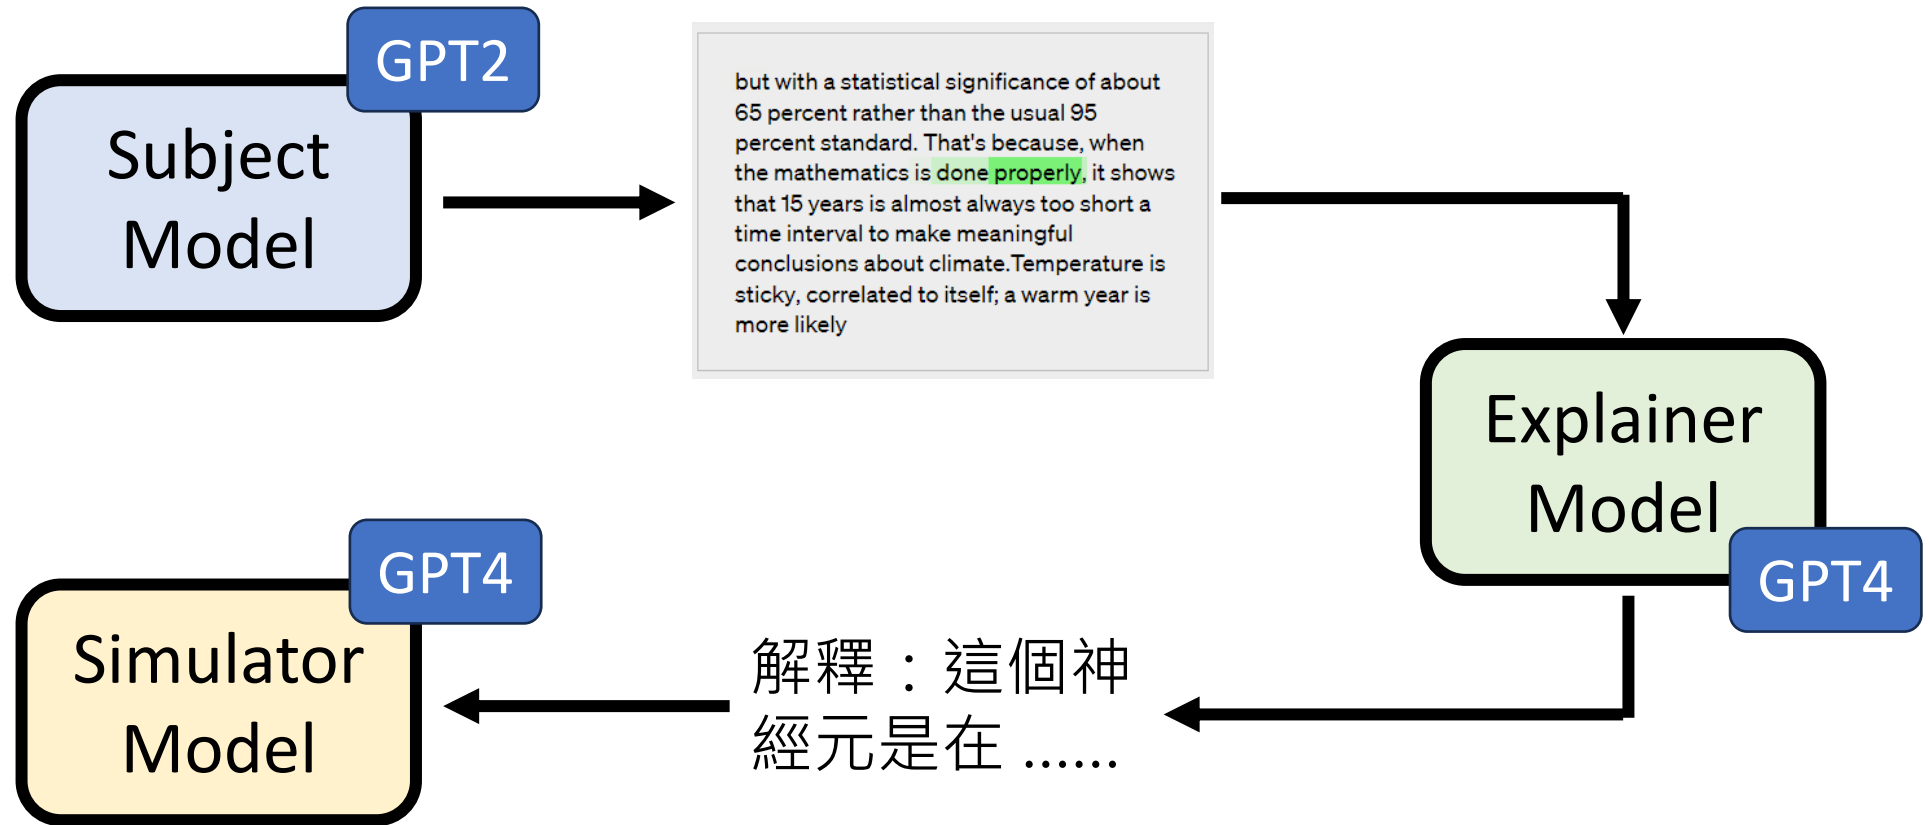 GPT2
Subject
Model
but with a statistical significance of about
65 percent rather than the usual 95
percent standard. That's because, when
the mathematics is done properly, it shows
that 15 years is almost always too short a
time interval to make meaningful
conclusions about climate.Temperature is
sticky, correlated to itself; a warm year is
more likely
Explainer
Model
GPT4
解釋：這個神
經元是在 ......
GPT4
Simulator
Model